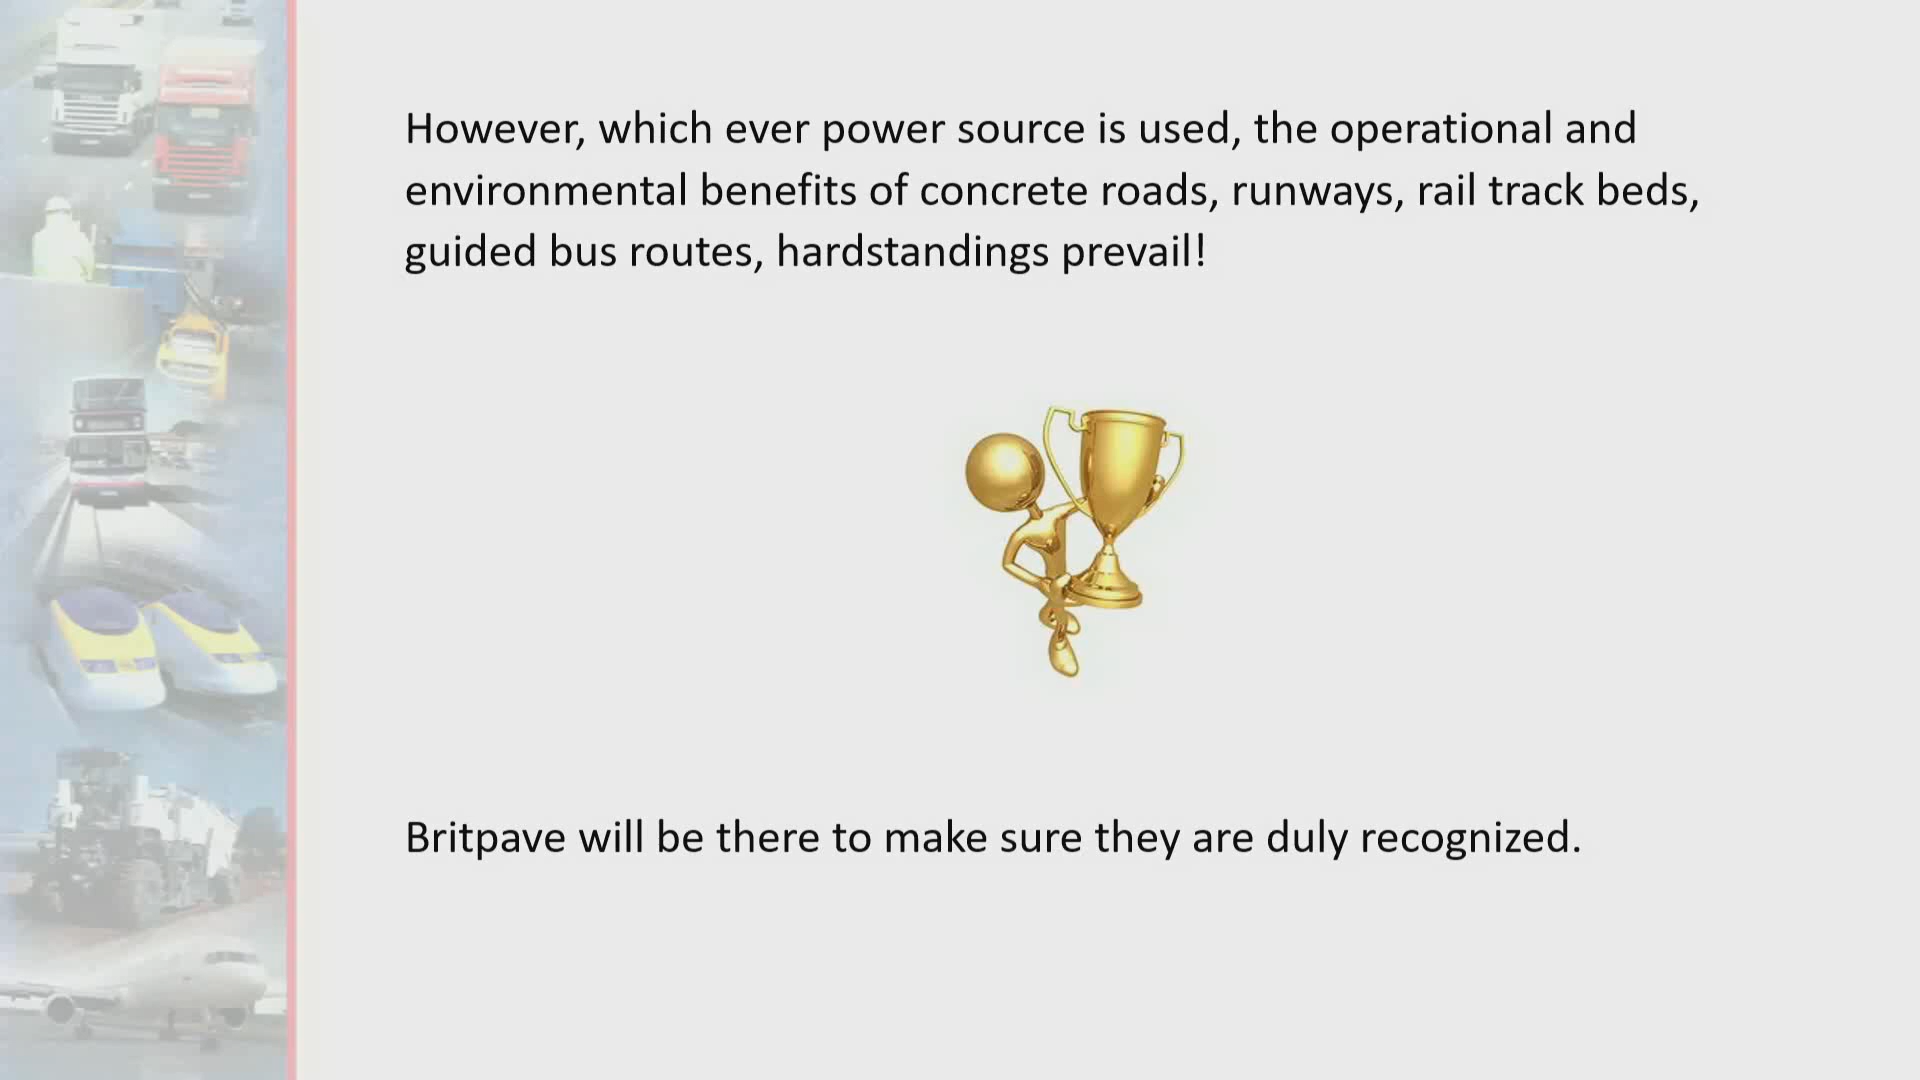 However, which ever power source is used, the operational and
environmental benefits of concrete roads, runways, rail track beds,
guided bus routes, hardstandings prevail!
Britpave will be there to make sure they are duly recognized.